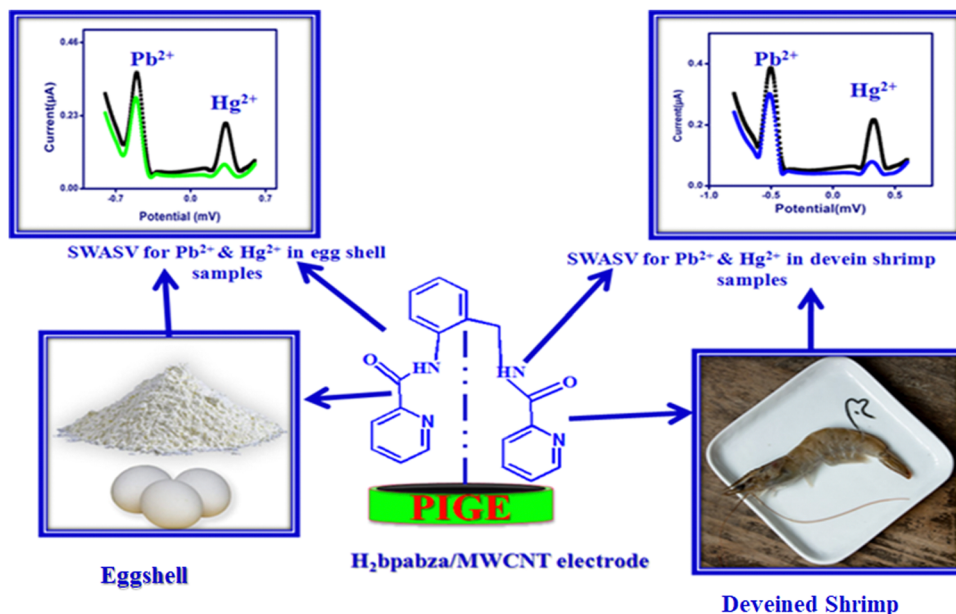 0.46
0.23
0.00
Current(µA)
Pb²⁺
Hg²⁺
-0.7
0.0
0.7
Potential (mV)
SWASV for Pb²⁺ & Hg²⁺ in egg shell
samples
0.4
0.2
0.0
Current(µA)
Pb²⁺
Hg²⁺
-1.0
-0.5
0.0
0.5
Potential(mV)
SWASV for Pb²⁺ & Hg²⁺ in devein shrimp
samples
O
HN
N
HN
O
N
PIGE
H₂bpabza/MWCNT electrode
Eggshell
Deveined Shrimp